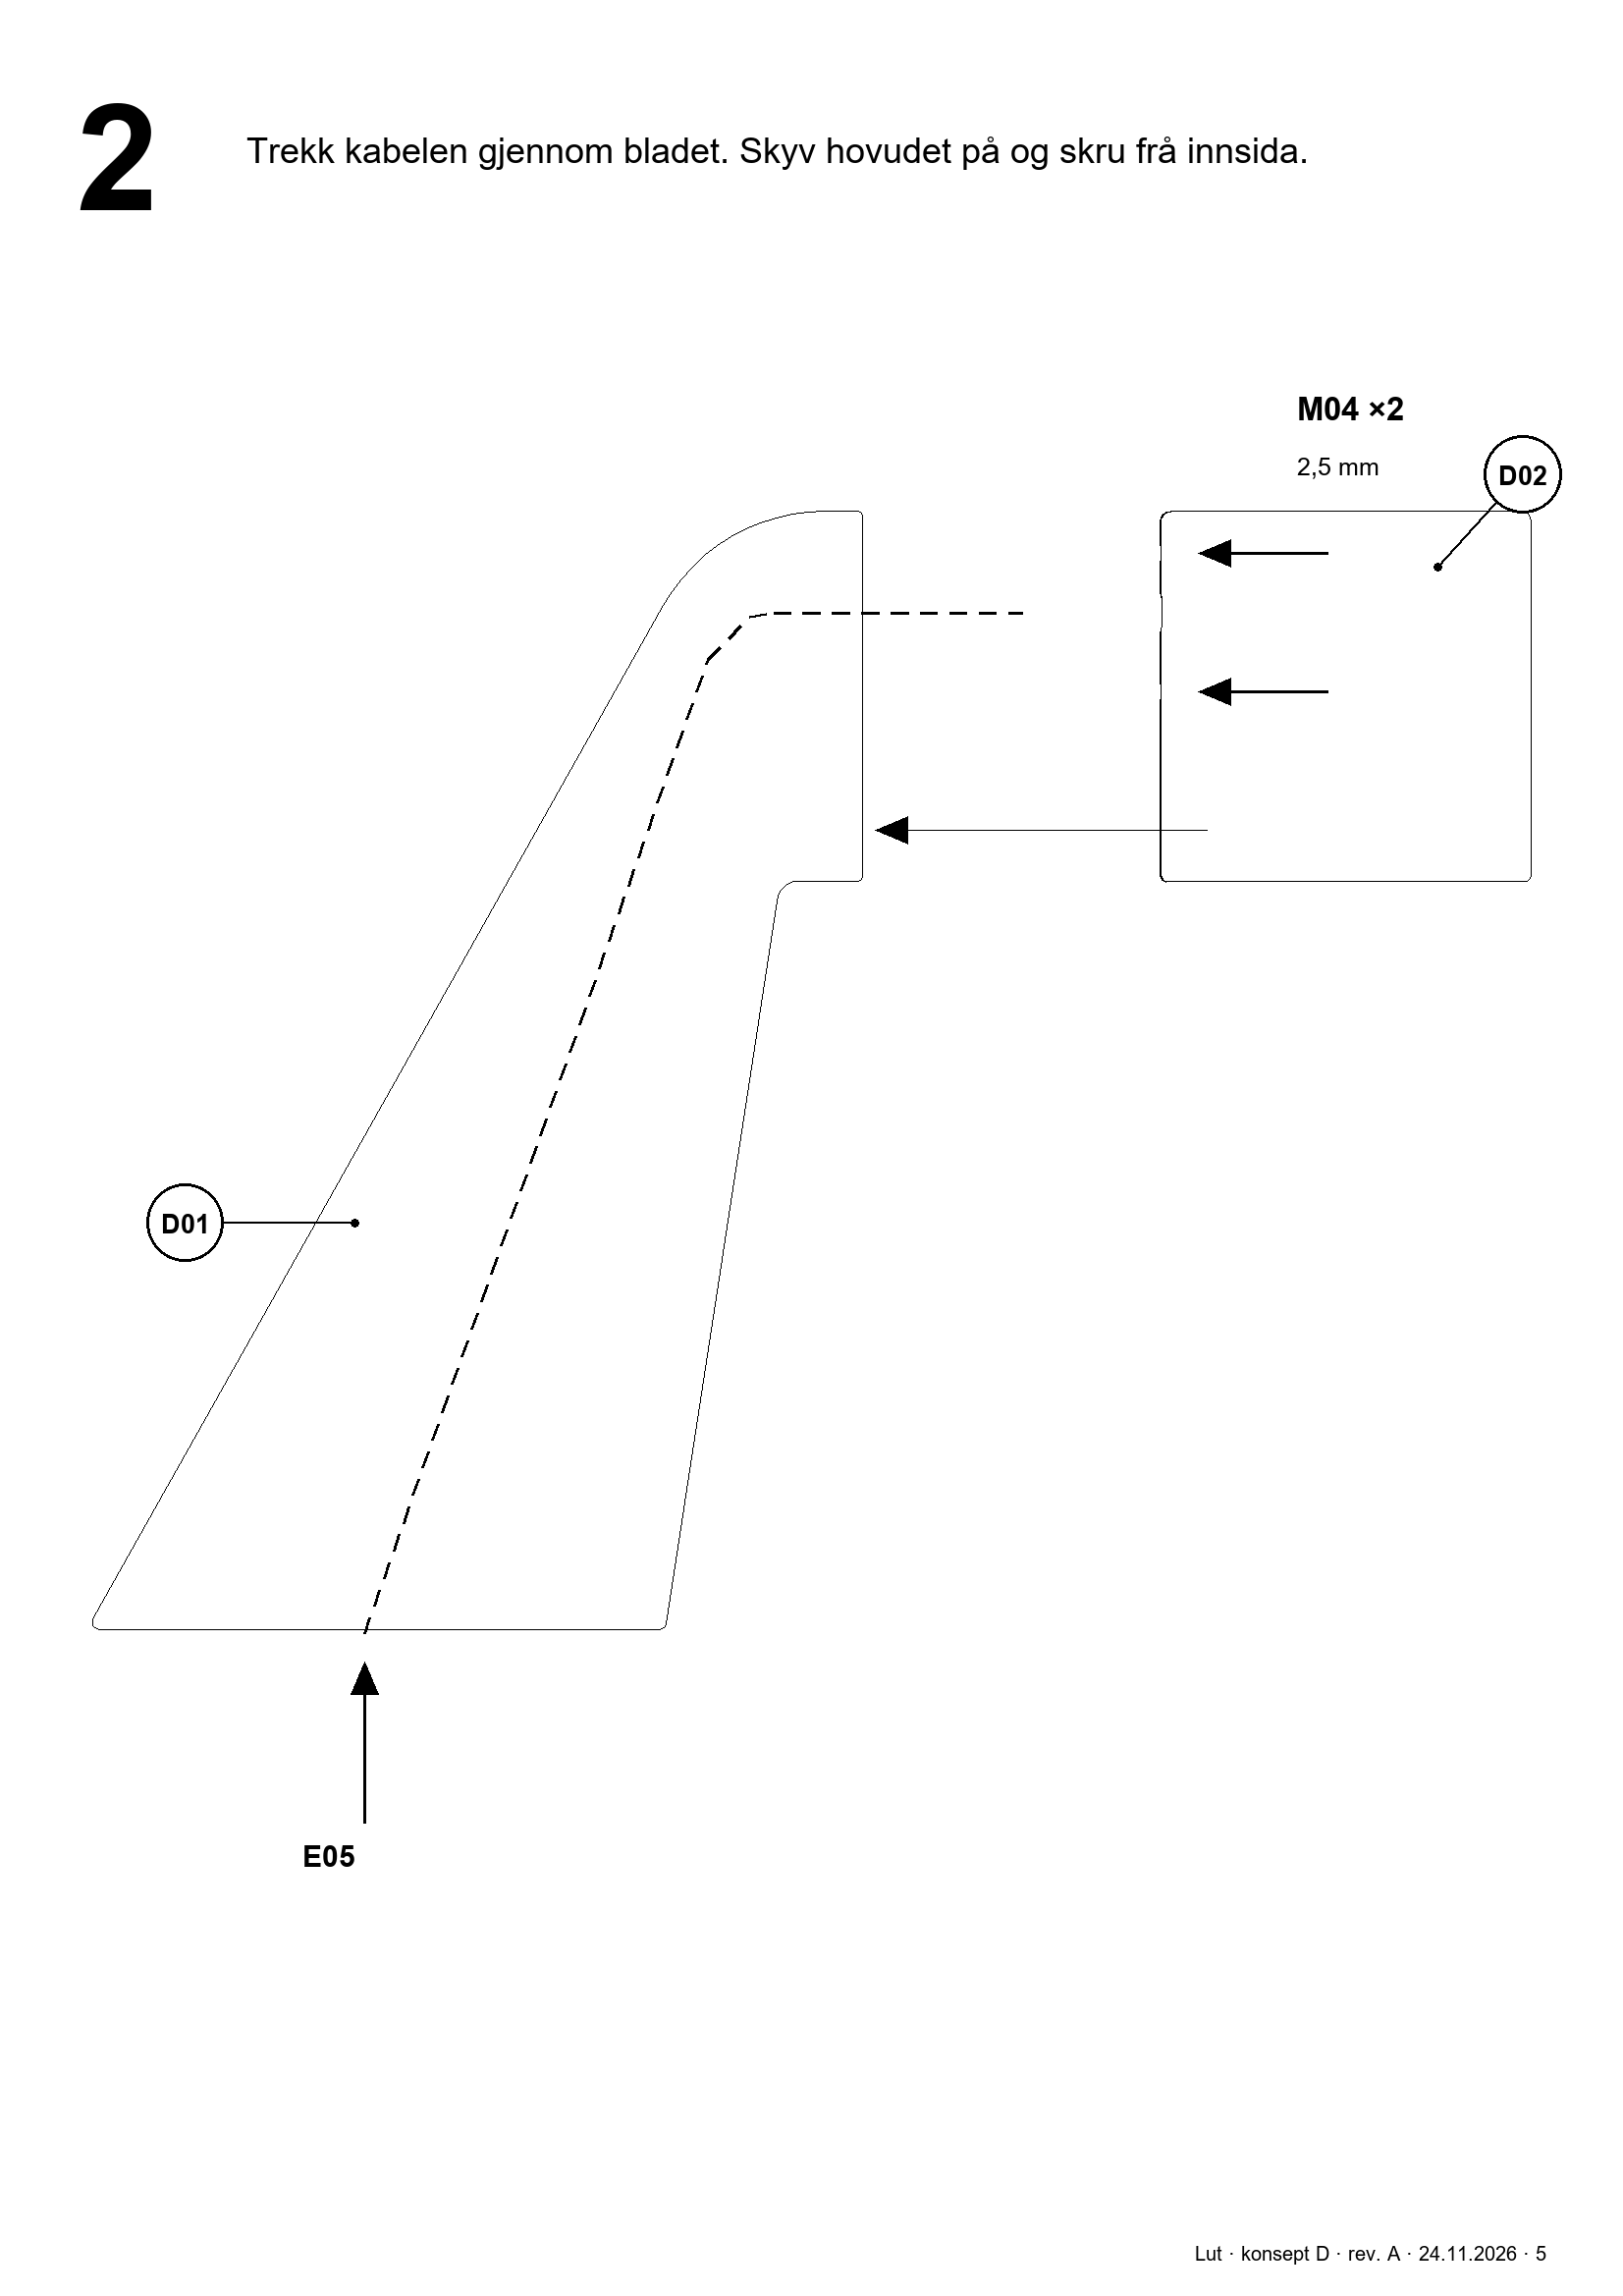 2
Trekk kabelen gjennom bladet. Skyv hovudet på og skru frå innsida.
M04 ×2
2,5 mm
D02
D01
E05
Lut · konsept D · rev. A · 24.11.2026 · 5